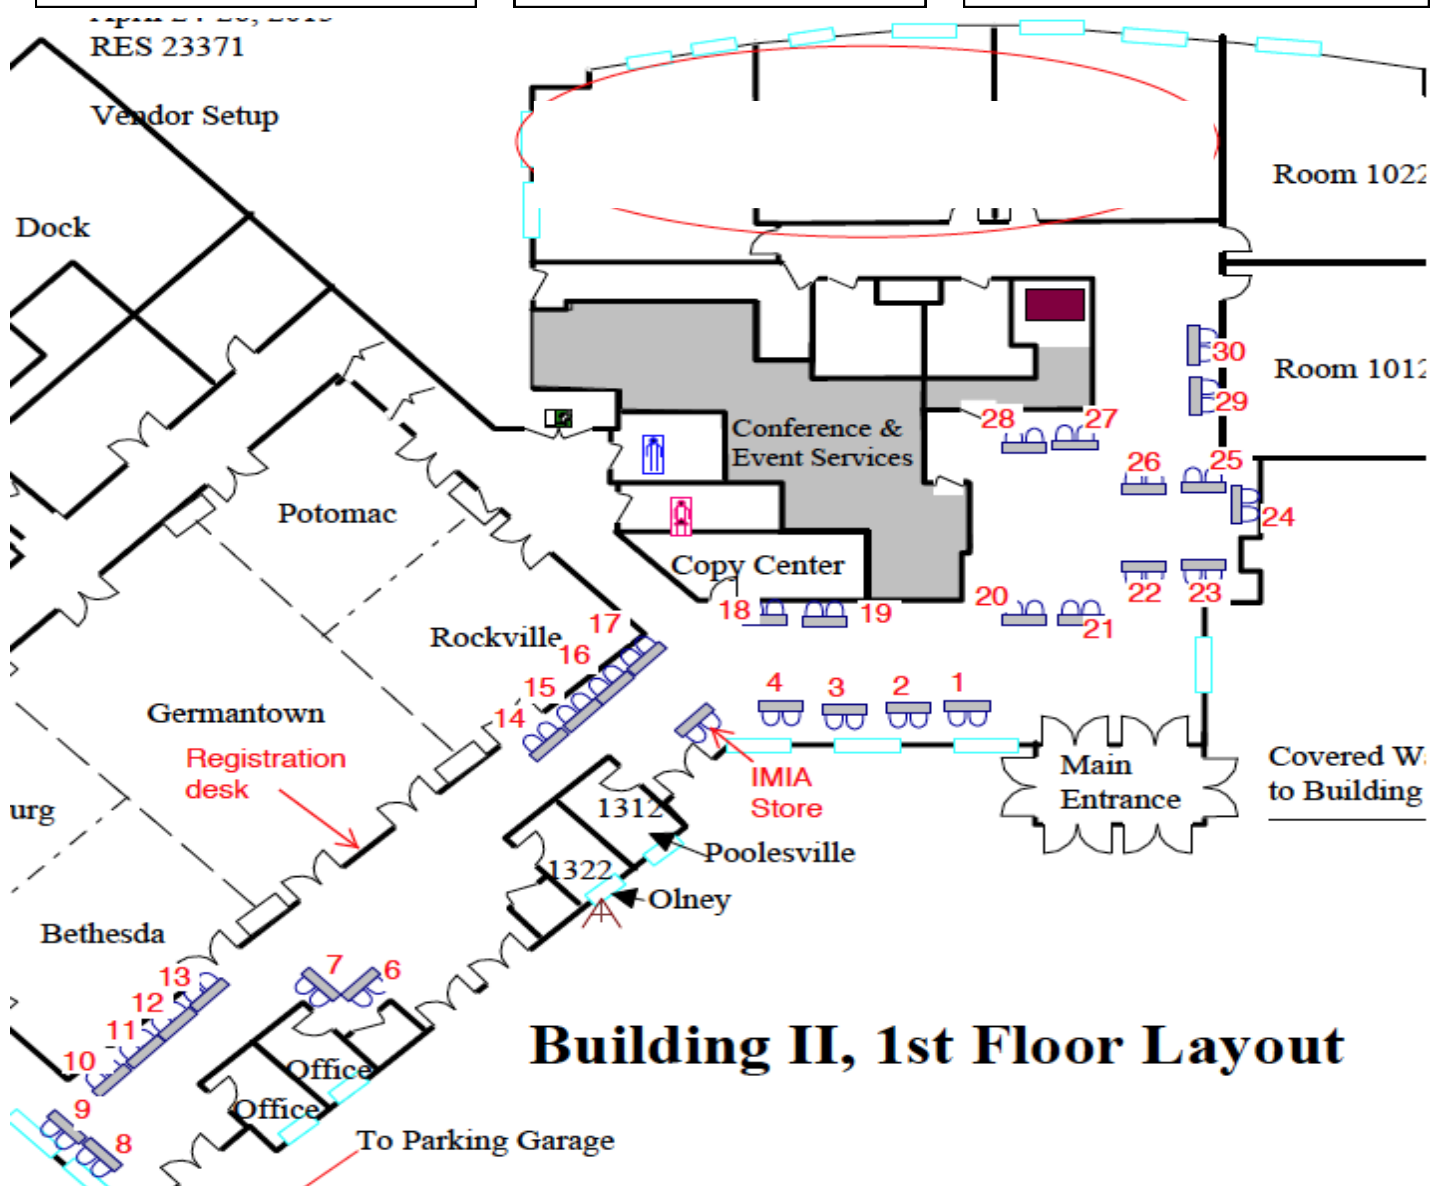 RES 23371
Vendor Setup
Dock
Room 1022
Room 1012
30
29
28
27
26
25
24
Conference &
Event Services
Potomac
Copy Center
22
23
20
21
18
19
17
16
15
14
Rockville
4
3
2
1
Germantown
Registration
desk
IMIA
Store
Main
Entrance
Covered W
to Building
1312
Poolesville
1322
Olney
urg
Bethesda
7
6
13
12
11
10
9
8
Office
Office
Building II, 1st Floor Layout
To Parking Garage